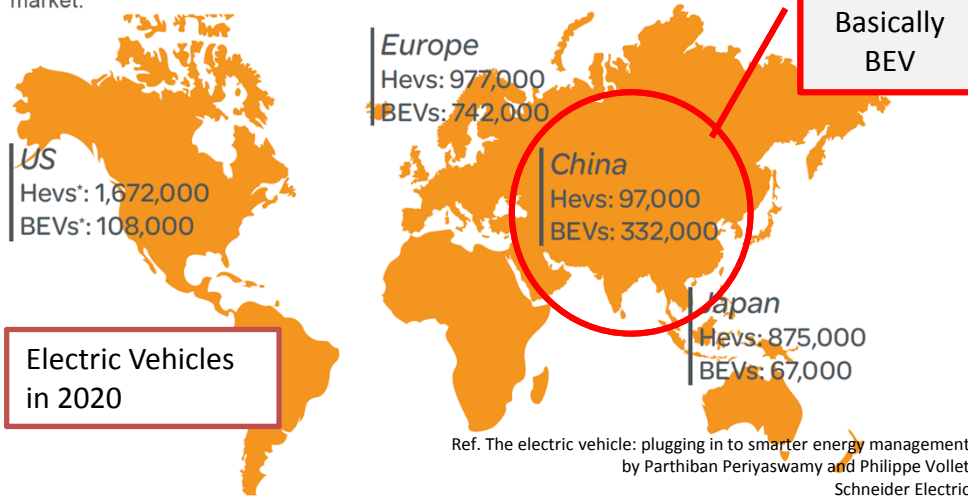 market.
Basically
BEV
Europe
Hevs: 977,000
BEVs: 742,000
US
Hevs*: 1,672,000
BEVs*: 108,000
China
Hevs: 97,000
BEVs: 332,000
Japan
Hevs: 875,000
BEVs: 67,000
Electric Vehicles
in 2020
Ref. The electric vehicle: plugging in to smarter energy management
by Parthiban Periyaswamy and Philippe Vollet
Schneider Electric